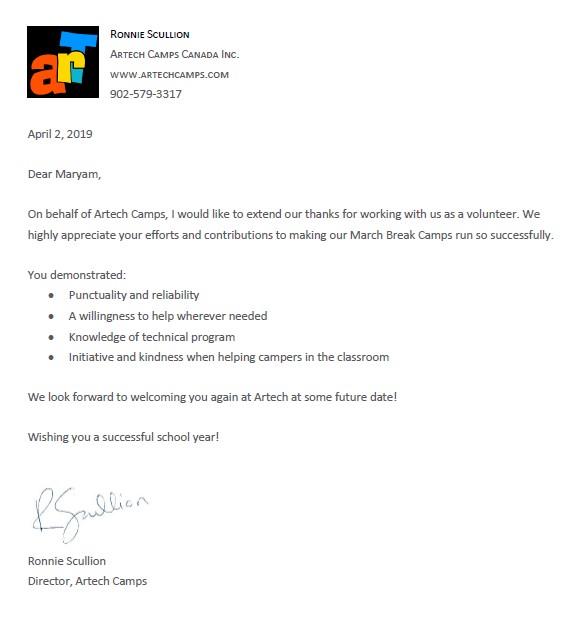 art
Ronnie Scullion
Artech Camps Canada Inc.
www.artechcamps.com
902-579-3317
April 2, 2019
Dear Maryam,
On behalf of Artech Camps, I would like to extend our thanks for working with us as a volunteer. We
highly appreciate your efforts and contributions to making our March Break Camps run so successfully.
You demonstrated:
• Punctuality and reliability
• A willingness to help wherever needed
• Knowledge of technical program
• Initiative and kindness when helping campers in the classroom
We look forward to welcoming you again at Artech at some future date!
Wishing you a successful school year!
RScullion
Ronnie Scullion
Director, Artech Camps